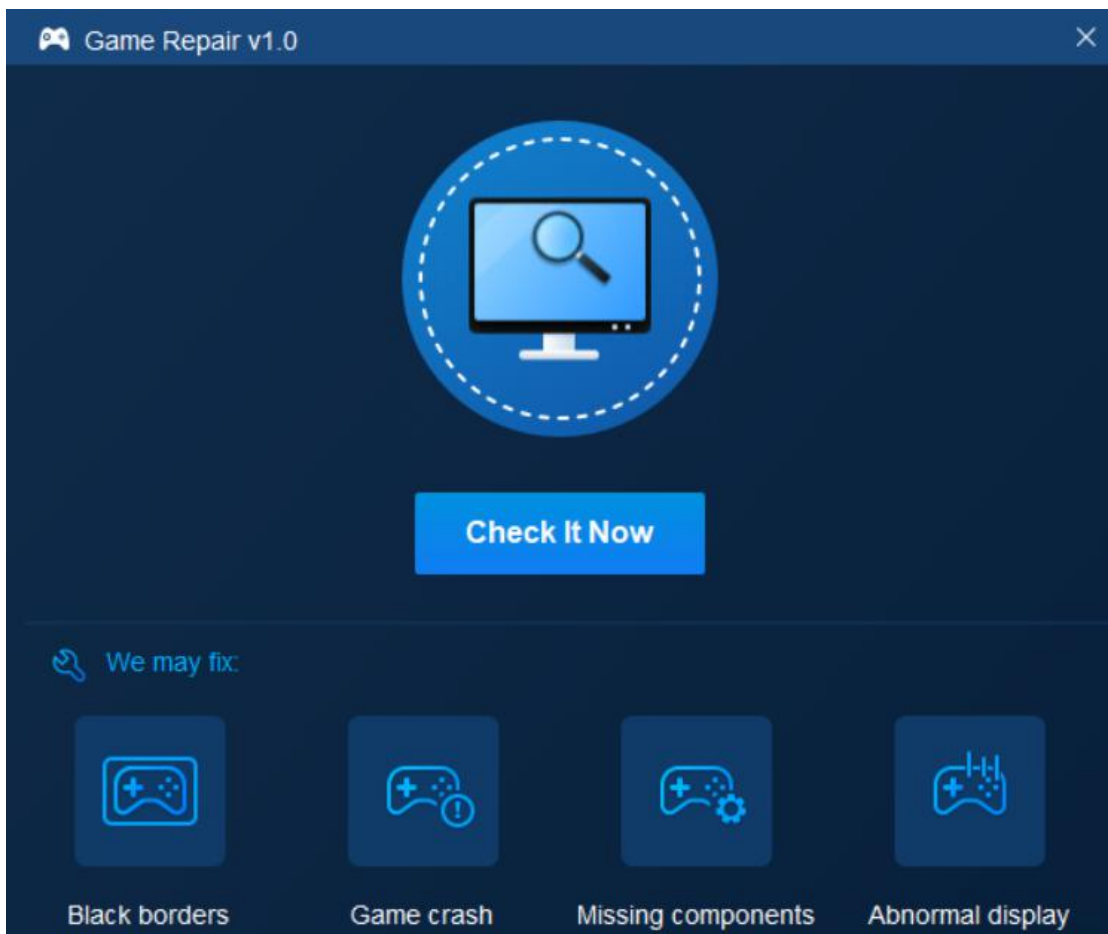 Game Repair v1.0
Check It Now
We may fix:
Black borders
Game crash
Missing components
Abnormal display